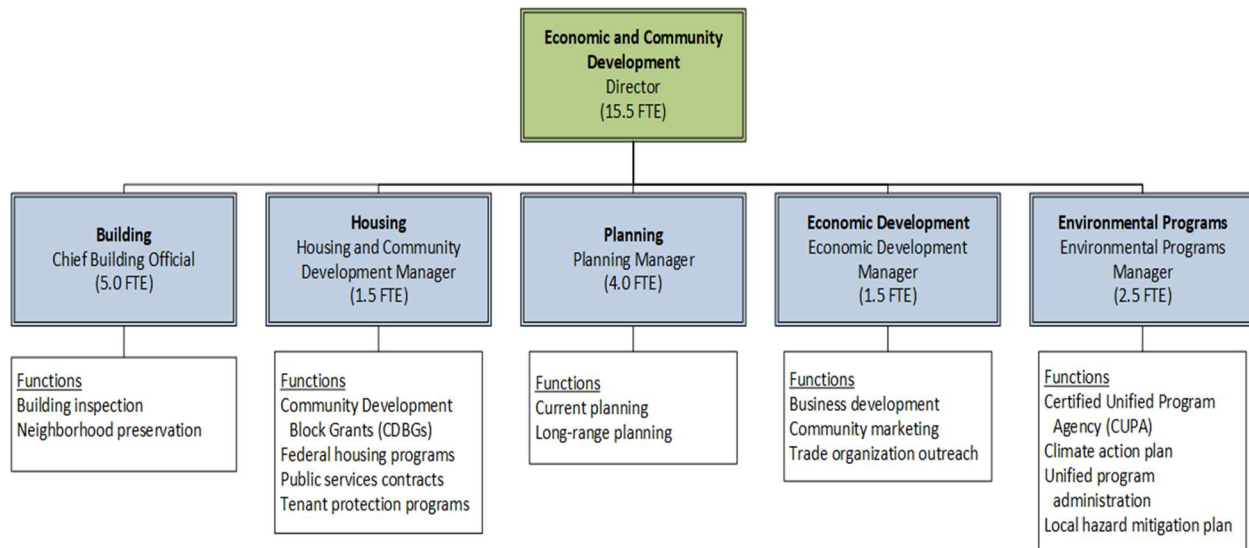 Economic and Community
Development
Director
(15.5 FTE)
Building
Chief Building Official
(5.0 FTE)
Housing
Housing and Community
Development Manager
(1.5 FTE)
Planning
Planning Manager
(4.0 FTE)
Economic Development
Economic Development
Manager
(1.5 FTE)
Environmental Programs
Environmental Programs
Manager
(2.5 FTE)
Functions
Building inspection
Neighborhood preservation
Functions
Community Development
Block Grants (CDBGs)
Federal housing programs
Public services contracts
Tenant protection programs
Functions
Current planning
Long-range planning
Functions
Business development
Community marketing
Trade organization outreach
Functions
Certified Unified Program
Agency (CUPA)
Climate action plan
Unified program
administration
Local hazard mitigation plan